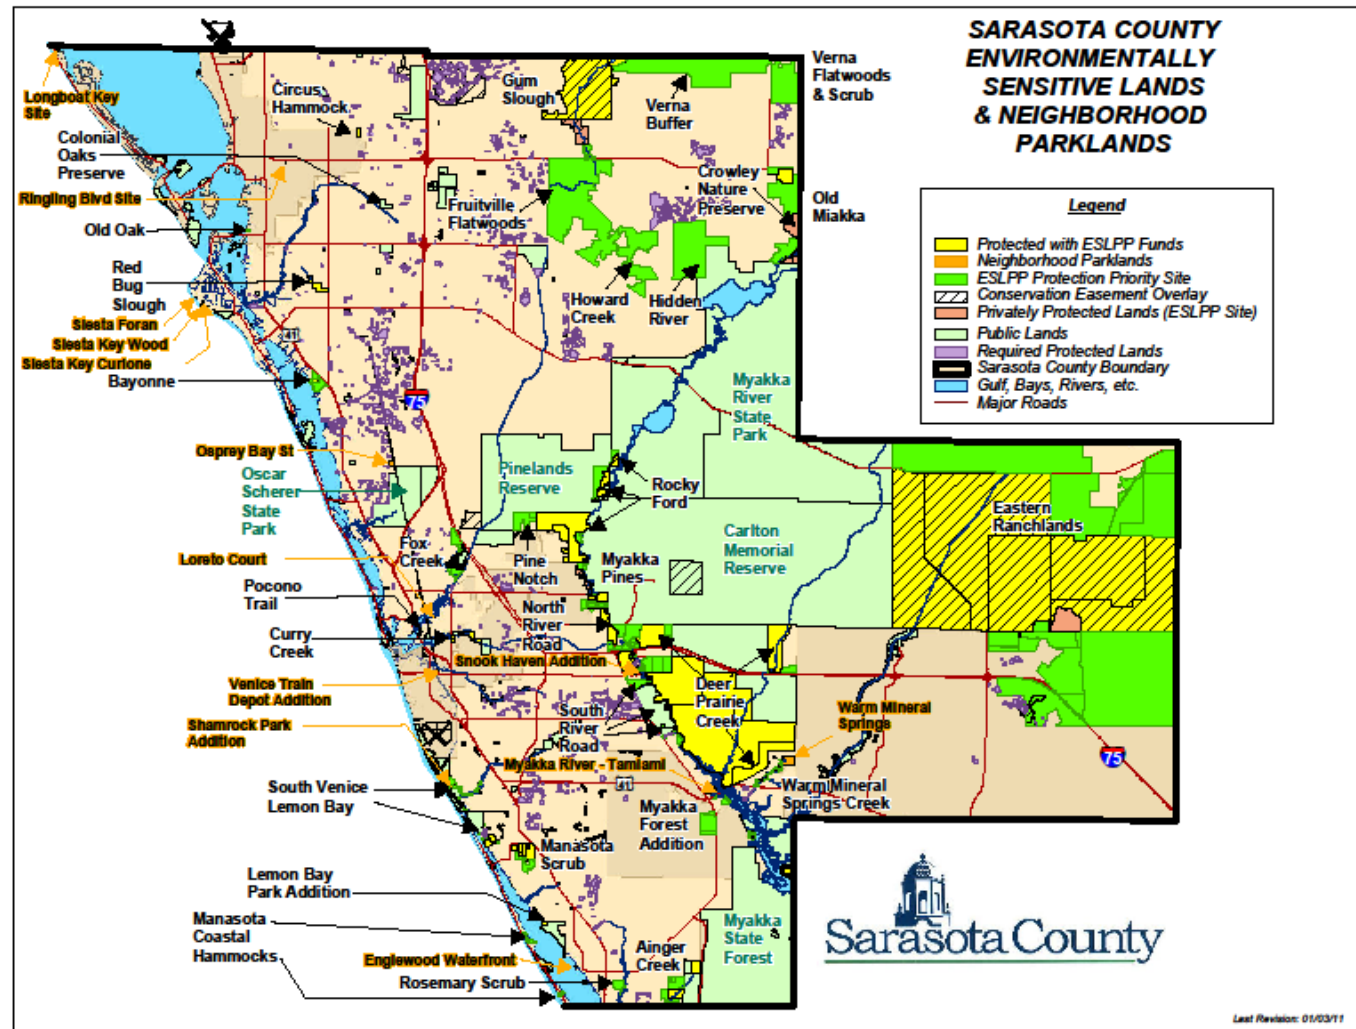 SARASOTA COUNTY
ENVIRONMENTALLY
SENSITIVE LANDS
& NEIGHBORHOOD
PARKLANDS
Verna
Flatwoods
& Scrub
Old
Miakka
Legend
Protected with ESLPP Funds
Neighborhood Parklands
ESLPP Protection Priority Site
Conservation Easement Overlay
Privately Protected Lands (ESLPP Site)
Public Lands
Required Protected Lands
Sarasota County Boundary
Gulf, Bays, Rivers, etc.
Major Roads
Longboat Key
Site
Circus
Hammock
Gum
Slough
Verna
Buffer
Colonial
Oaks
Preserve
Crowley
Nature
Preserve
Ringling Blvd Site
Fruitville
Flatwoods
Old Oak
Red
Bug
Slough
Howard
Creek
Hidden
River
Siesta Foran
Siesta Key Wood
Siesta Key Curione
41
Bayonne
75
Myakka
River
State
Park
Osprey Bay St
Oscar
Scherer
State
Park
Pinelands
Reserve
Rocky
Ford
Eastern
Ranchlands
Carlton
Memorial
Reserve
Fox
Creek
Loreto Court
Pine
Notch
Myakka
Pines
Pocono
Trail
North
River
Road
Curry
Creek
Snook Haven Addition
Venice Train
Depot Addition
Deer
Prairie
Creek
South
River
Road
Warm Mineral
Springs
Shamrock Park
Addition
75
Myakka River - Tamiami
41
South Venice
Lemon Bay
Warm Mineral
Springs Creek
Myakka
Forest
Addition
Manasota
Scrub
Lemon Bay
Park Addition
Manasota
Coastal
Hammocks
Myakka
State
Forest
Ainger
Creek
Englewood Waterfront
Rosemary Scrub
Sarasota County
Last Revision: 01/03/11